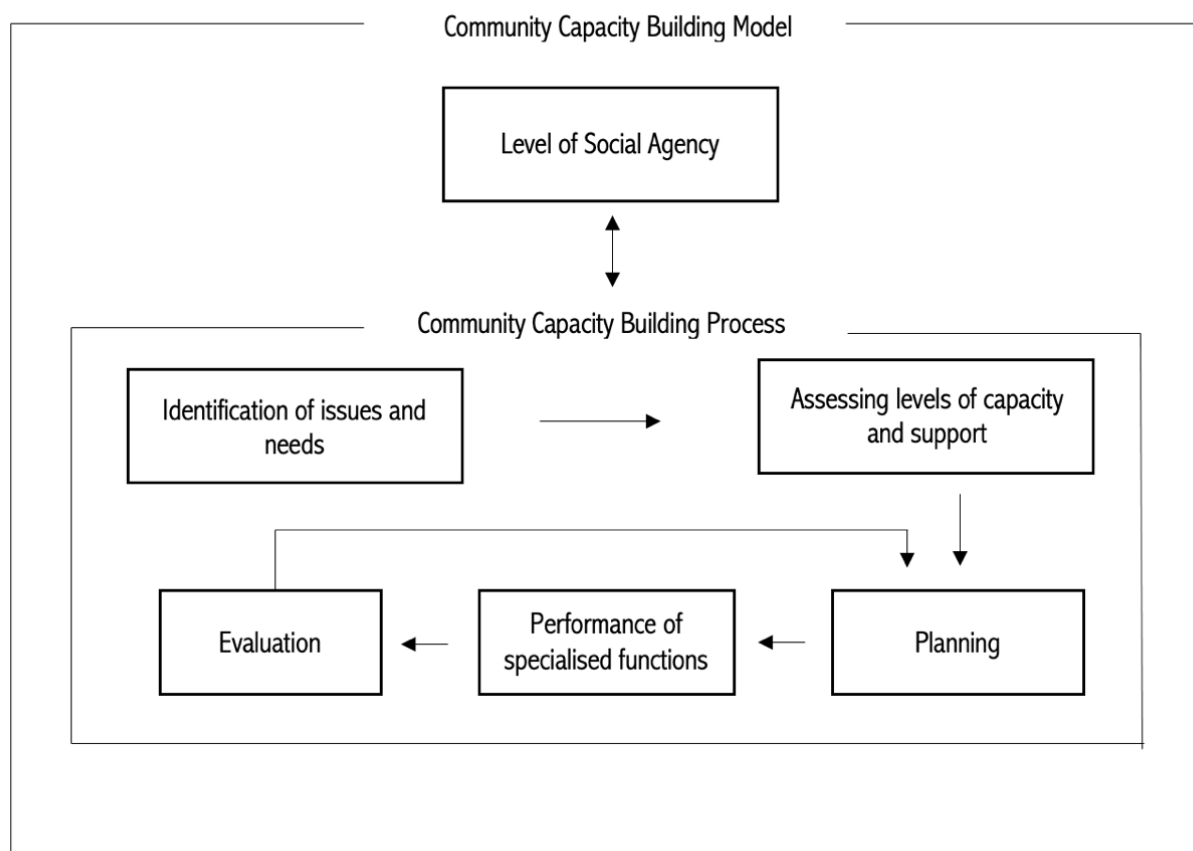 Community Capacity Building Model
Level of Social Agency
Community Capacity Building Process
Identification of issues and
needs
Assessing levels of capacity
and support
Evaluation
Performance of
specialised functions
Planning